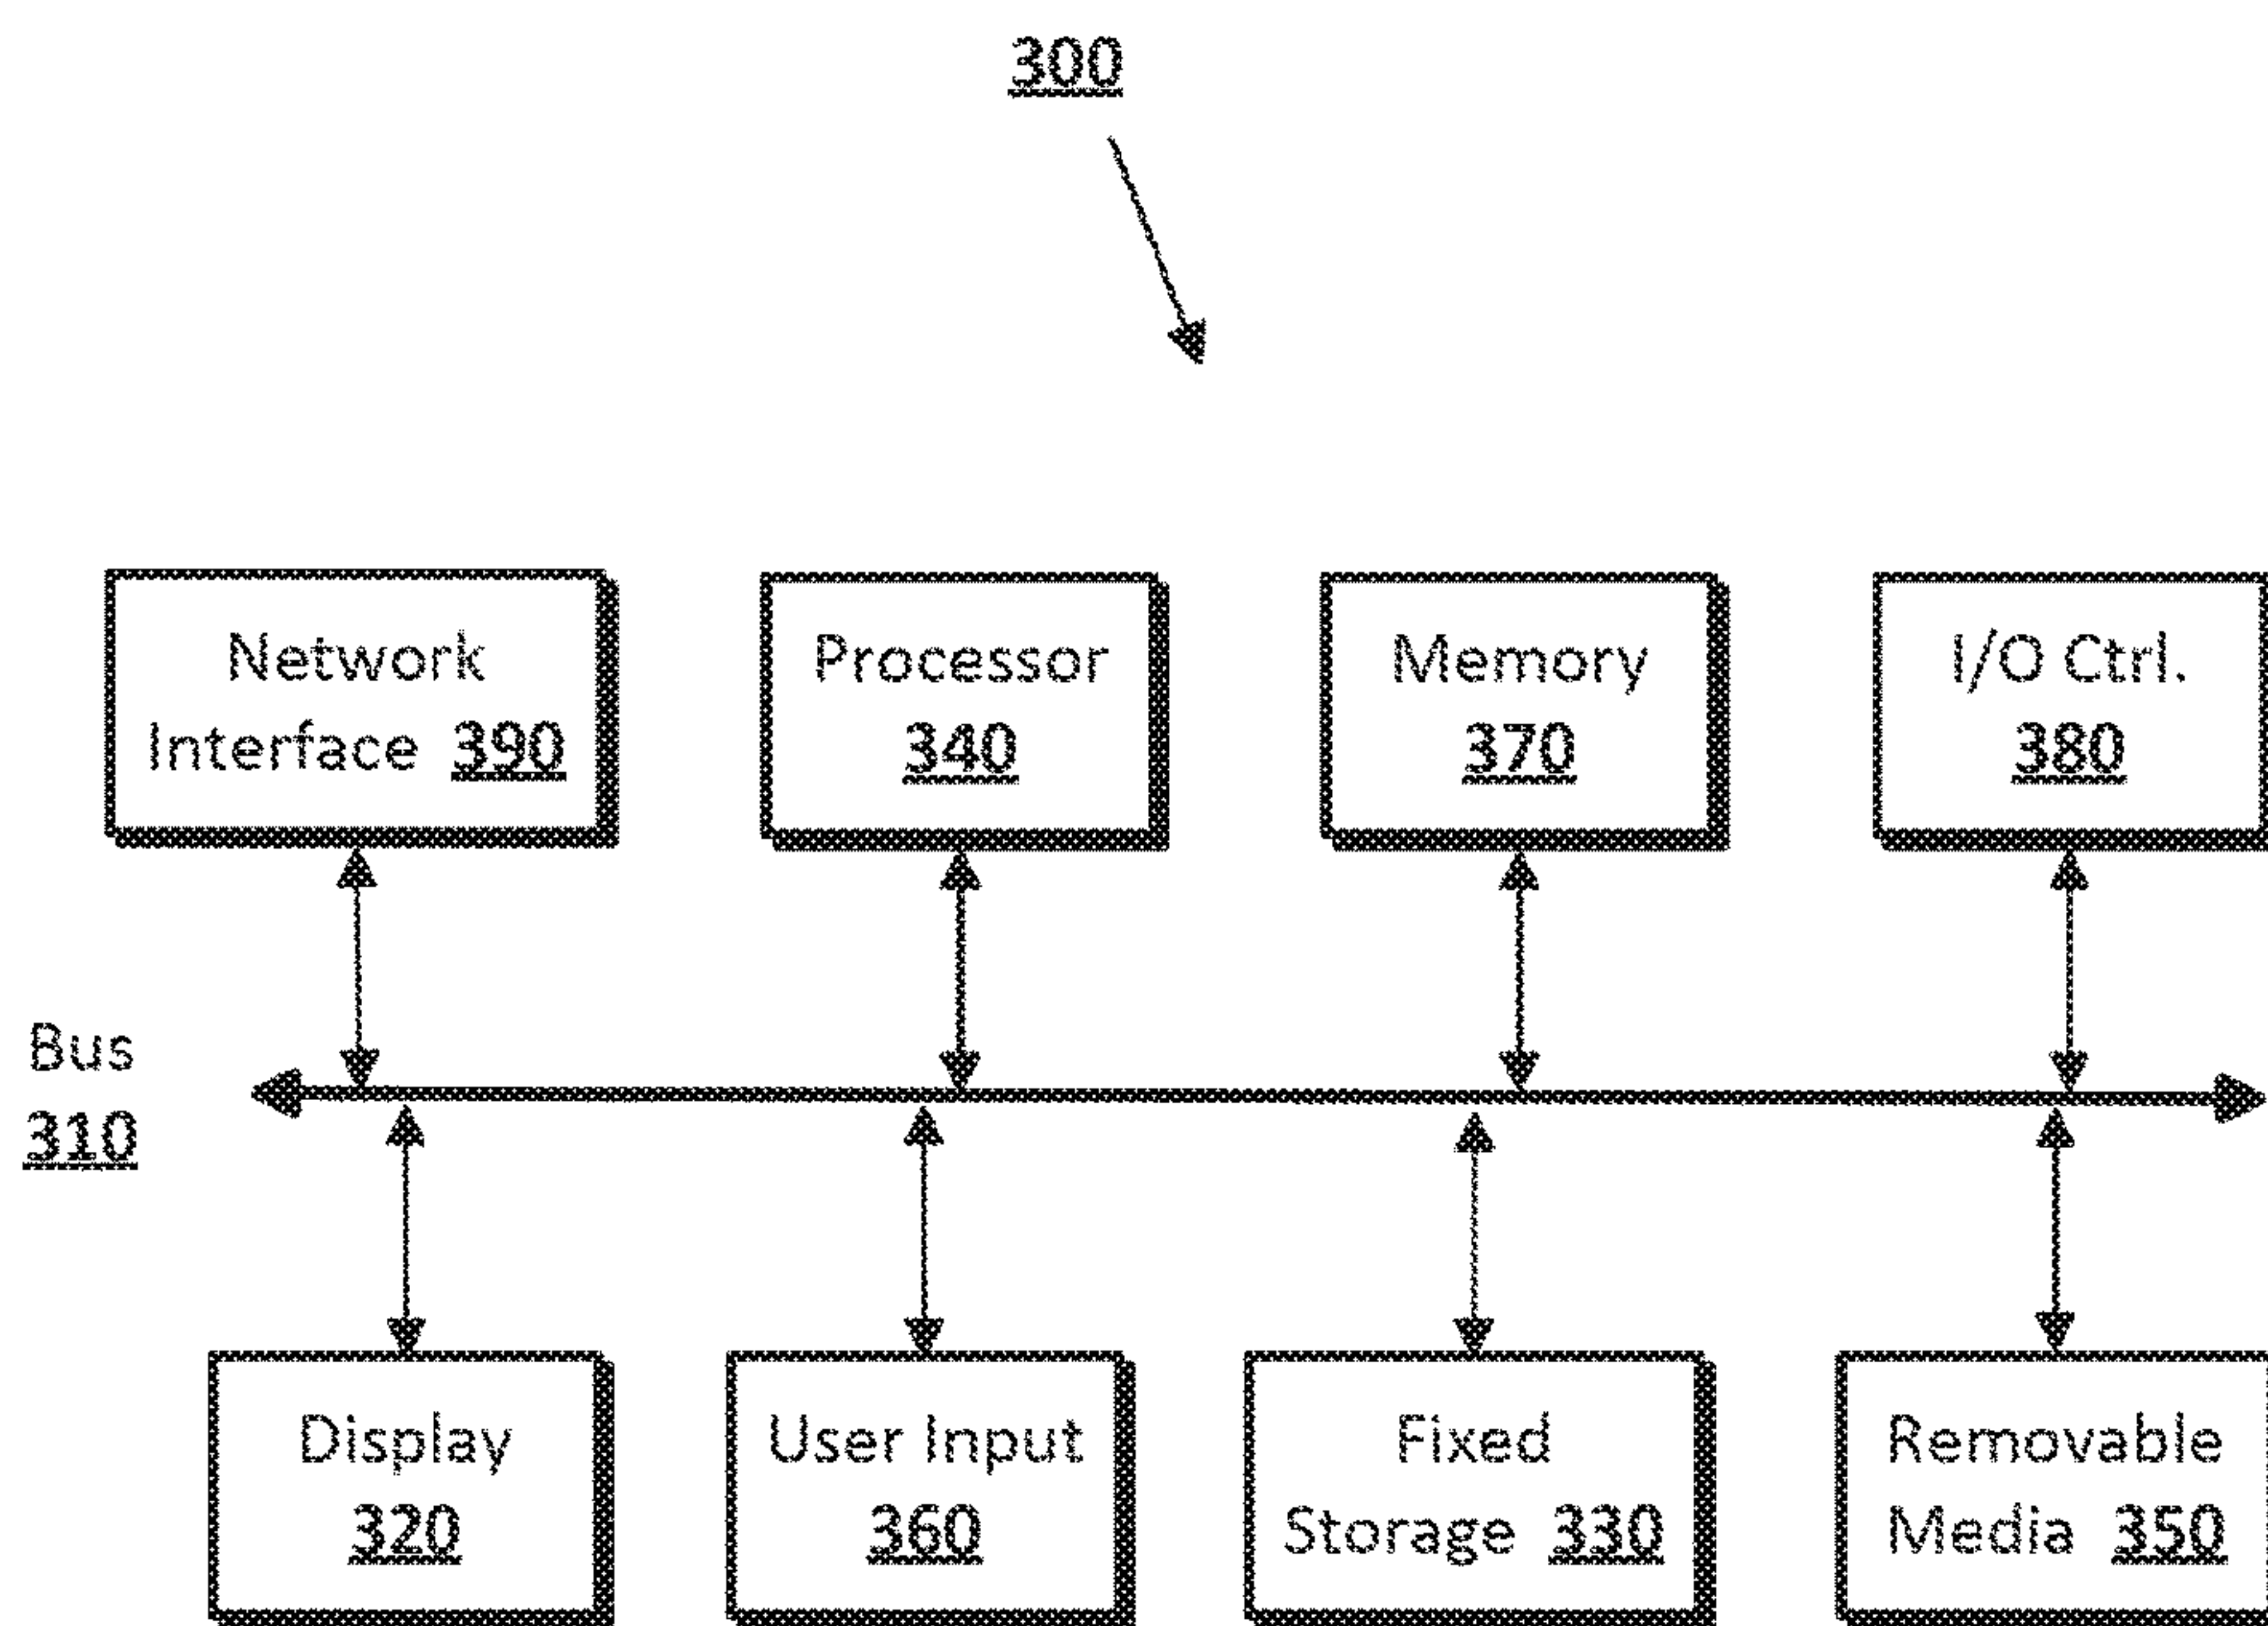 300
Network
Interface 390
Processor
340
Memory
370
I/O Ctrl.
380
Bus
310
Display
320
User Input
360
Fixed
Storage 330
Removable
Media 350